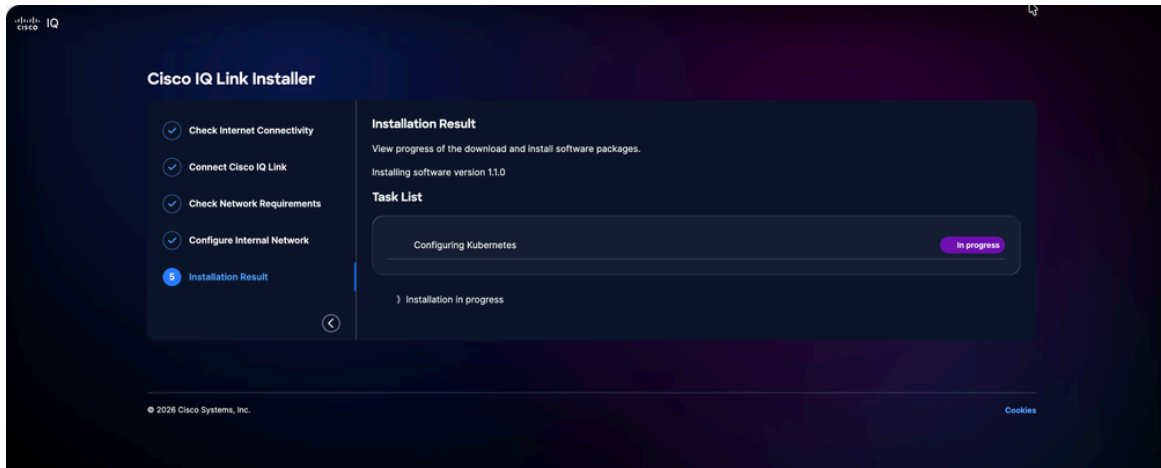 cisco IQ
Cisco IQ Link Installer
Check Internet Connectivity
Connect Cisco IQ Link
Check Network Requirements
Configure Internal Network
5 Installation Result
Installation Result
View progress of the download and install software packages.
Installing software version 1.1.0
Task List
Configuring Kubernetes In progress
Installation in progress
© 2026 Cisco Systems, Inc. Cookies